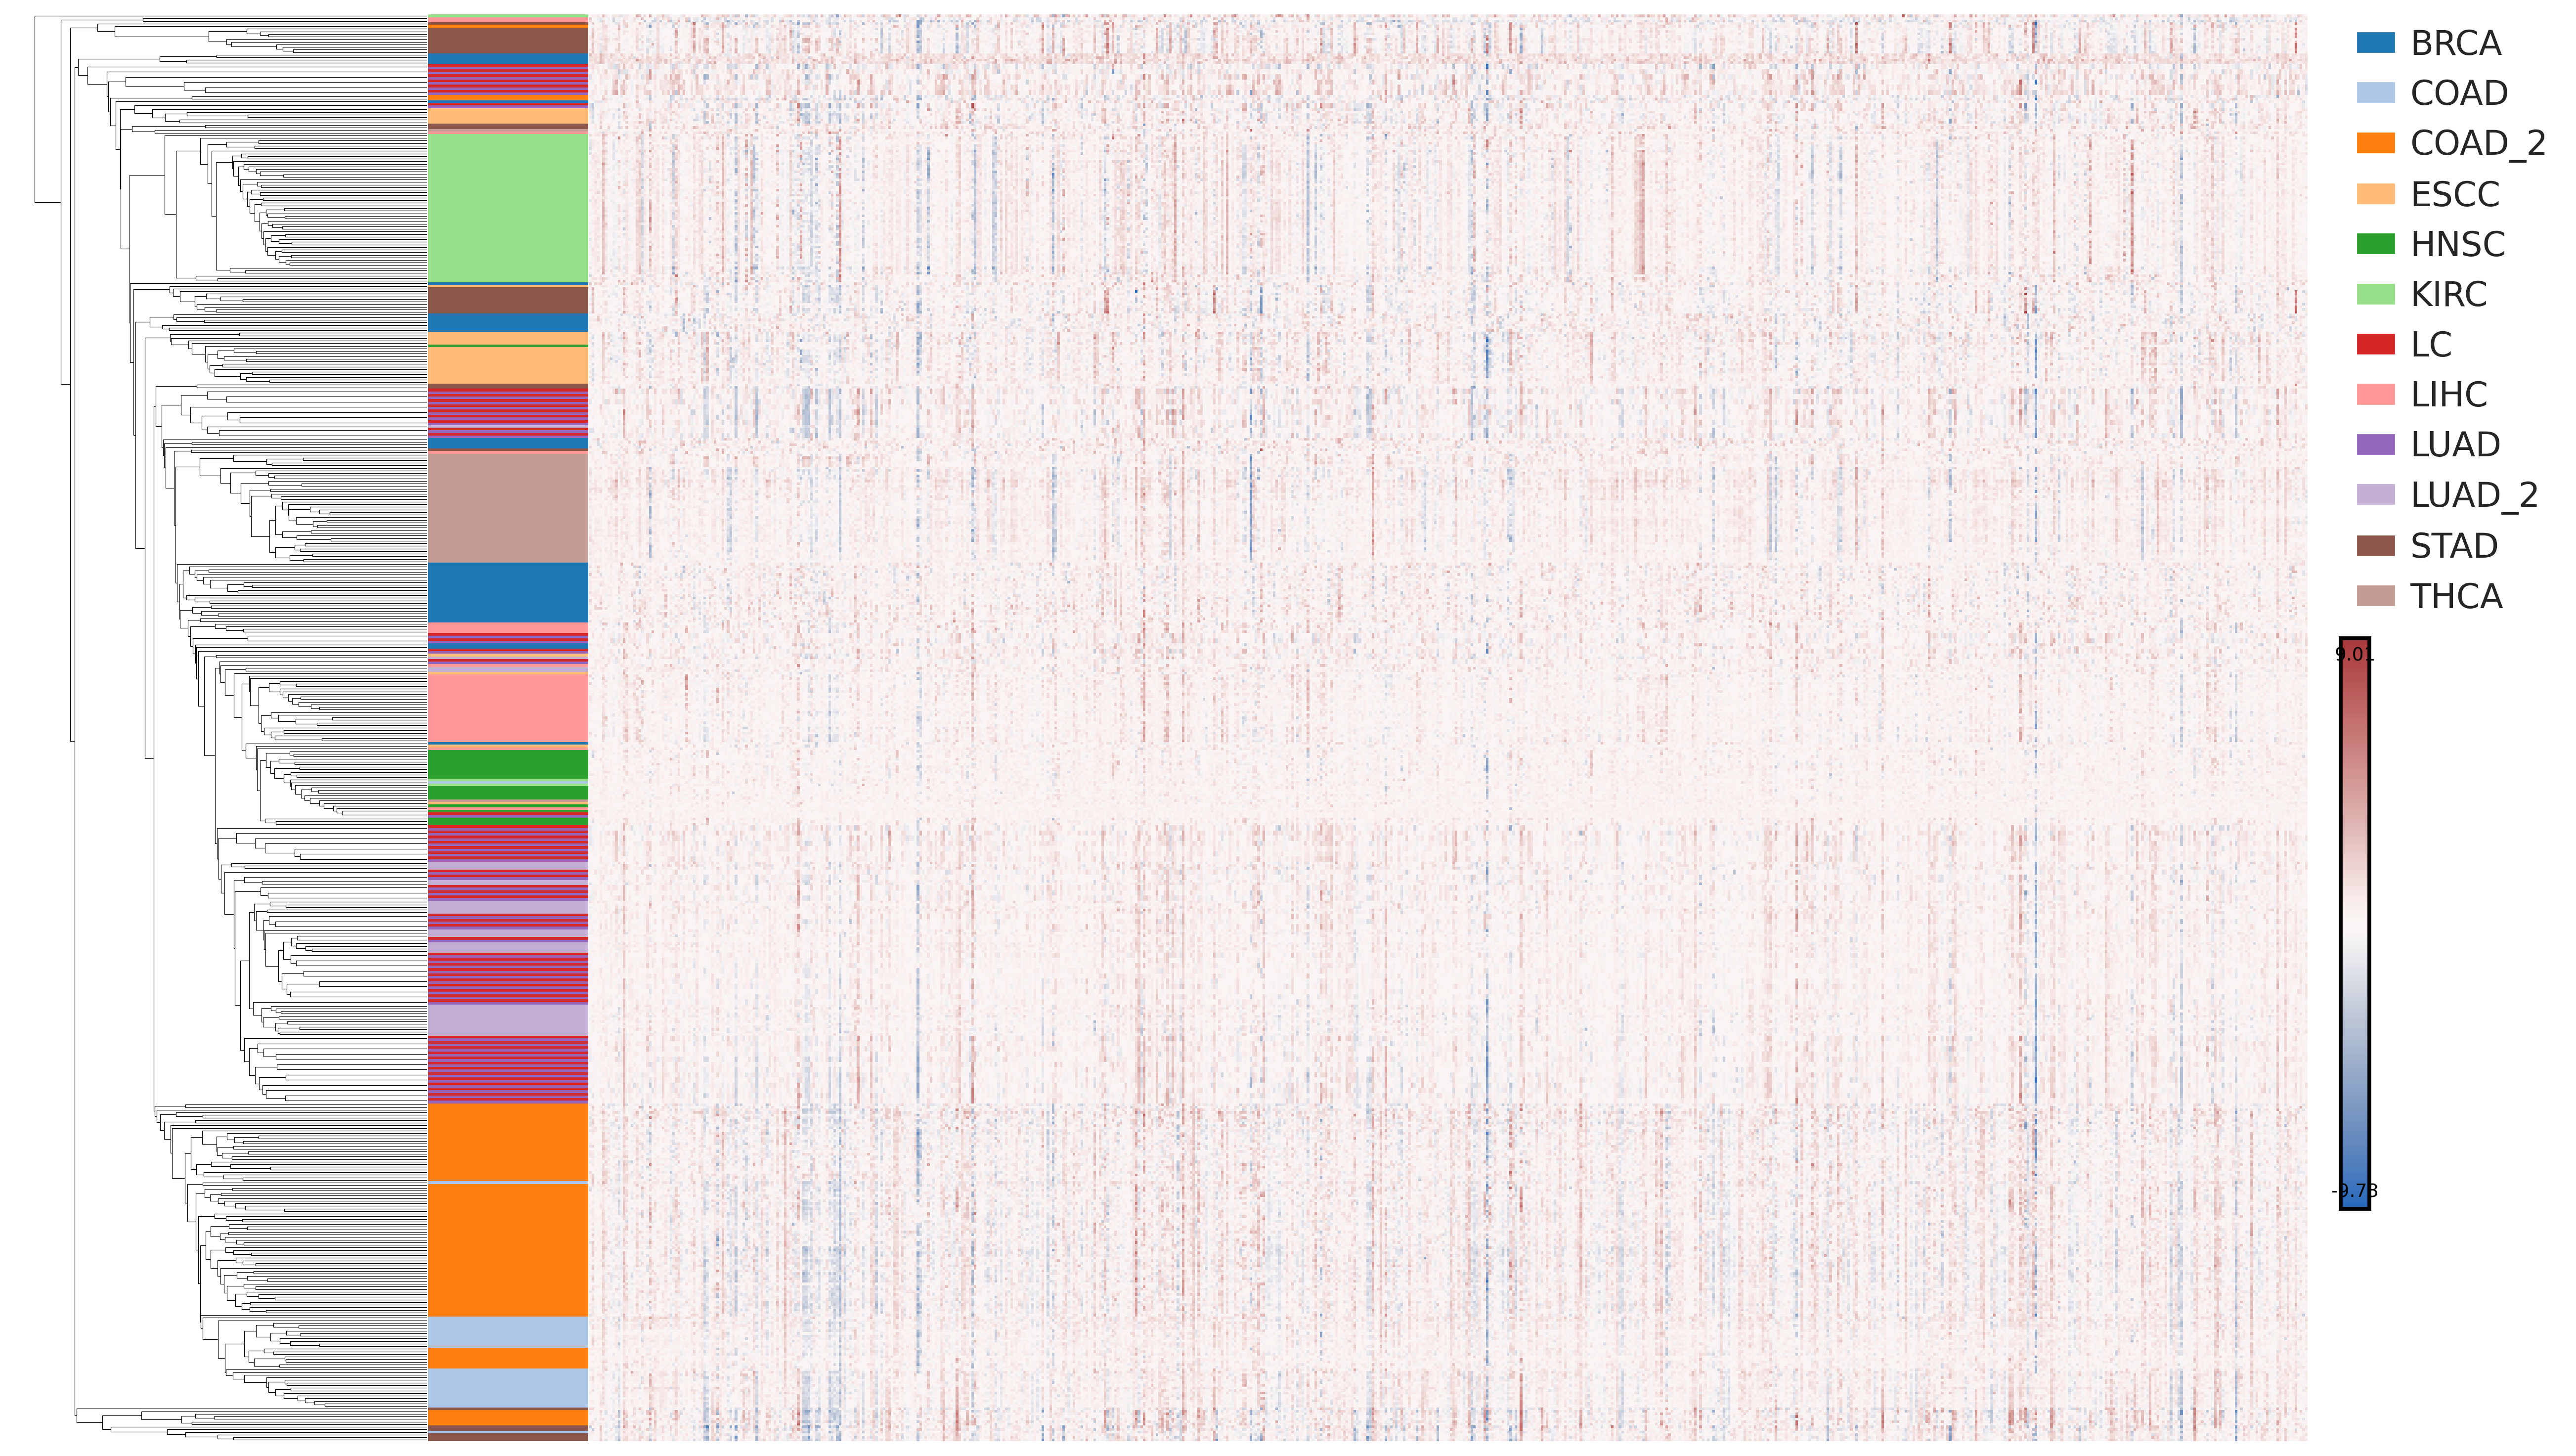 BRCA
COAD
COAD_2
ESCC
HNSC
KIRC
LC
LIHC
LUAD
LUAD_2
STAD
THCA
9.01
-9.73